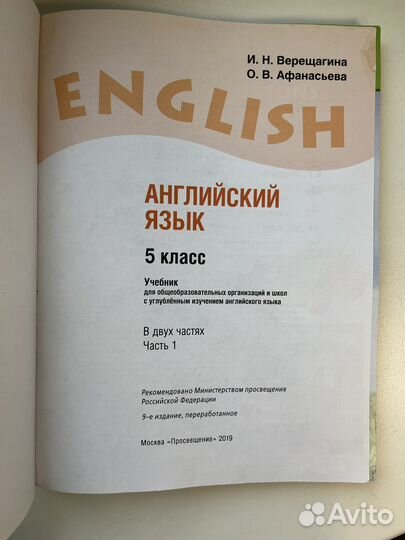 И. Н. Верещагина
О. В. Афанасьева
ENGLISH
АНГЛИЙСКИЙ
ЯЗЫК
5 класс
Учебник
для общеобразовательных организаций и школ
с углублённым изучением английского языка
В двух частях
Часть 1
Рекомендовано Министерством просвещения
Российской Федерации
9-е издание, переработанное
Москва «Просвещение» 2019
Avito